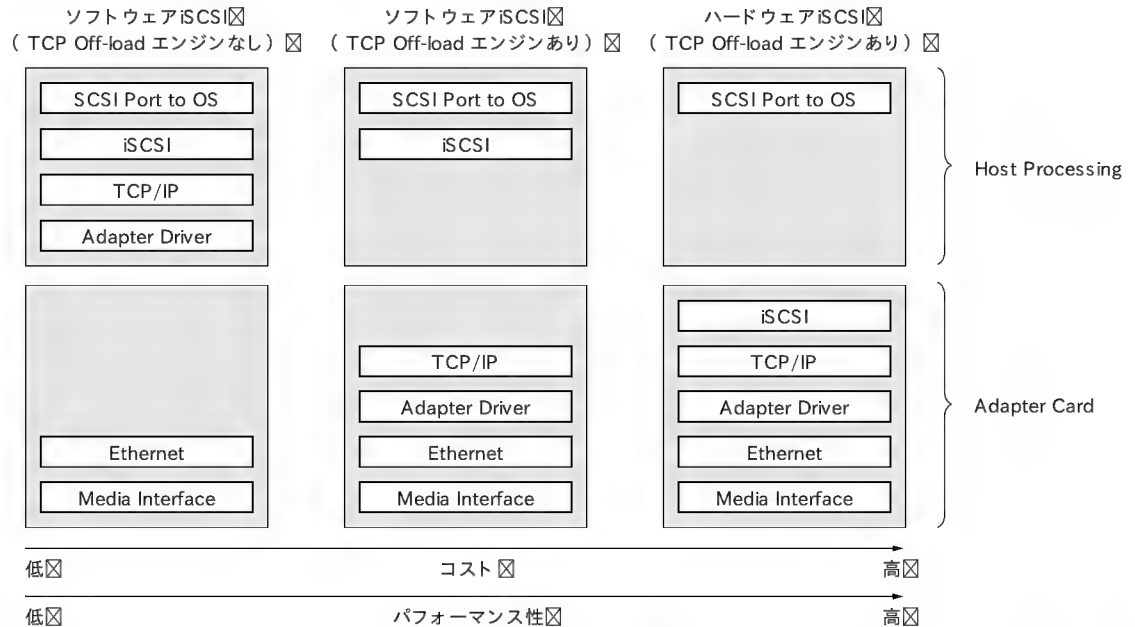 ソフトウェアiSCSI
（ TCP Off-load エンジンなし）
ソフトウェアiSCSI
（ TCP Off-load エンジンあり）
ハードウェアiSCSI
（ TCP Off-load エンジンあり）
SCSI Port to OS
iSCSI
TCP/IP
Adapter Driver
SCSI Port to OS
iSCSI
SCSI Port to OS
Host Processing
Ethernet
Media Interface
TCP/IP
Adapter Driver
Ethernet
Media Interface
iSCSI
TCP/IP
Adapter Driver
Ethernet
Media Interface
Adapter Card
低 コスト 高
低 パフォーマンス性 高